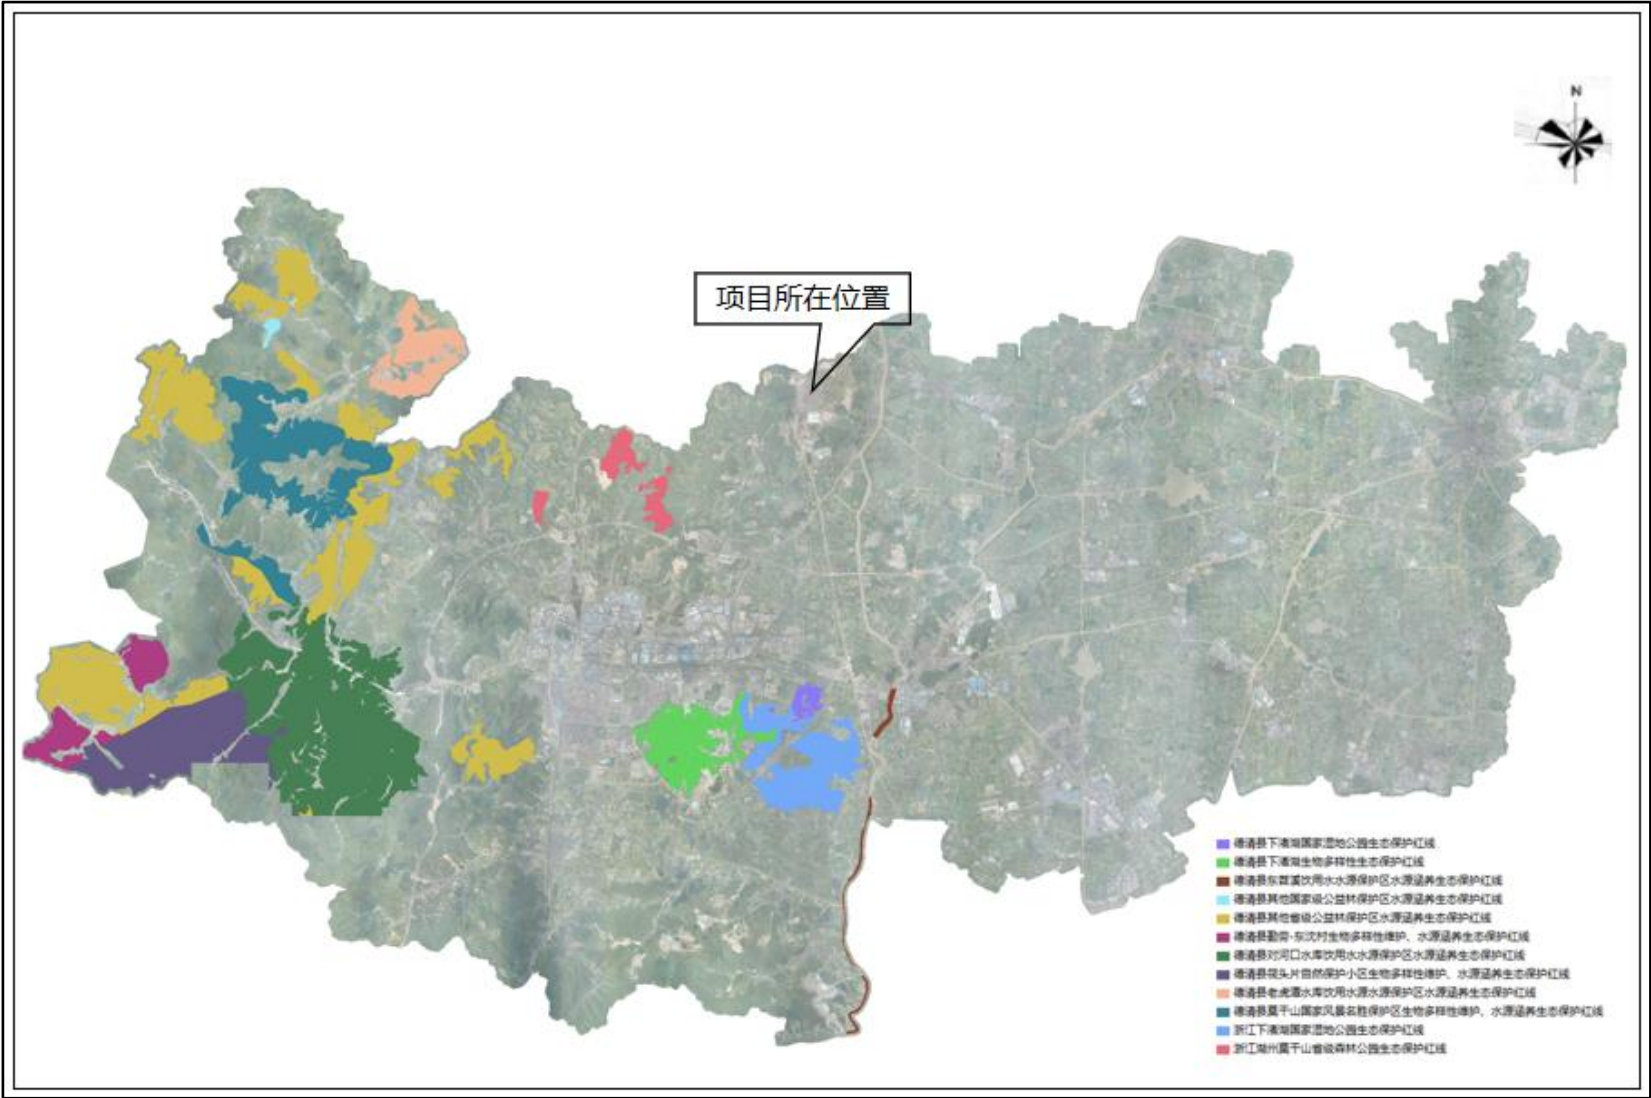 N
项目所在位置
德清县下渚湖国家湿地公园生态保护红线
德清县下渚湖生物多样性生态保护红线
德清县东苕溪饮用水水源保护区水源涵养生态保护红线
德清县其他国家级公益林保护区水源涵养生态保护红线
德清县其他省级公益林保护区水源涵养生态保护红线
德清县勤劳-东沈村生物多样性维护、水源涵养生态保护红线
德清县对河口水库饮用水水源保护区水源涵养生态保护红线
德清县筏头片自然保护小区生物多样性维护、水源涵养生态保护红线
德清县老虎潭水库饮用水源水源保护区水源涵养生态保护红线
德清县莫干山国家风景名胜保护区生物多样性维护、水源涵养生态保护红线
浙江下渚湖国家湿地公园生态保护红线
浙江湖州莫干山省级森林公园生态保护红线